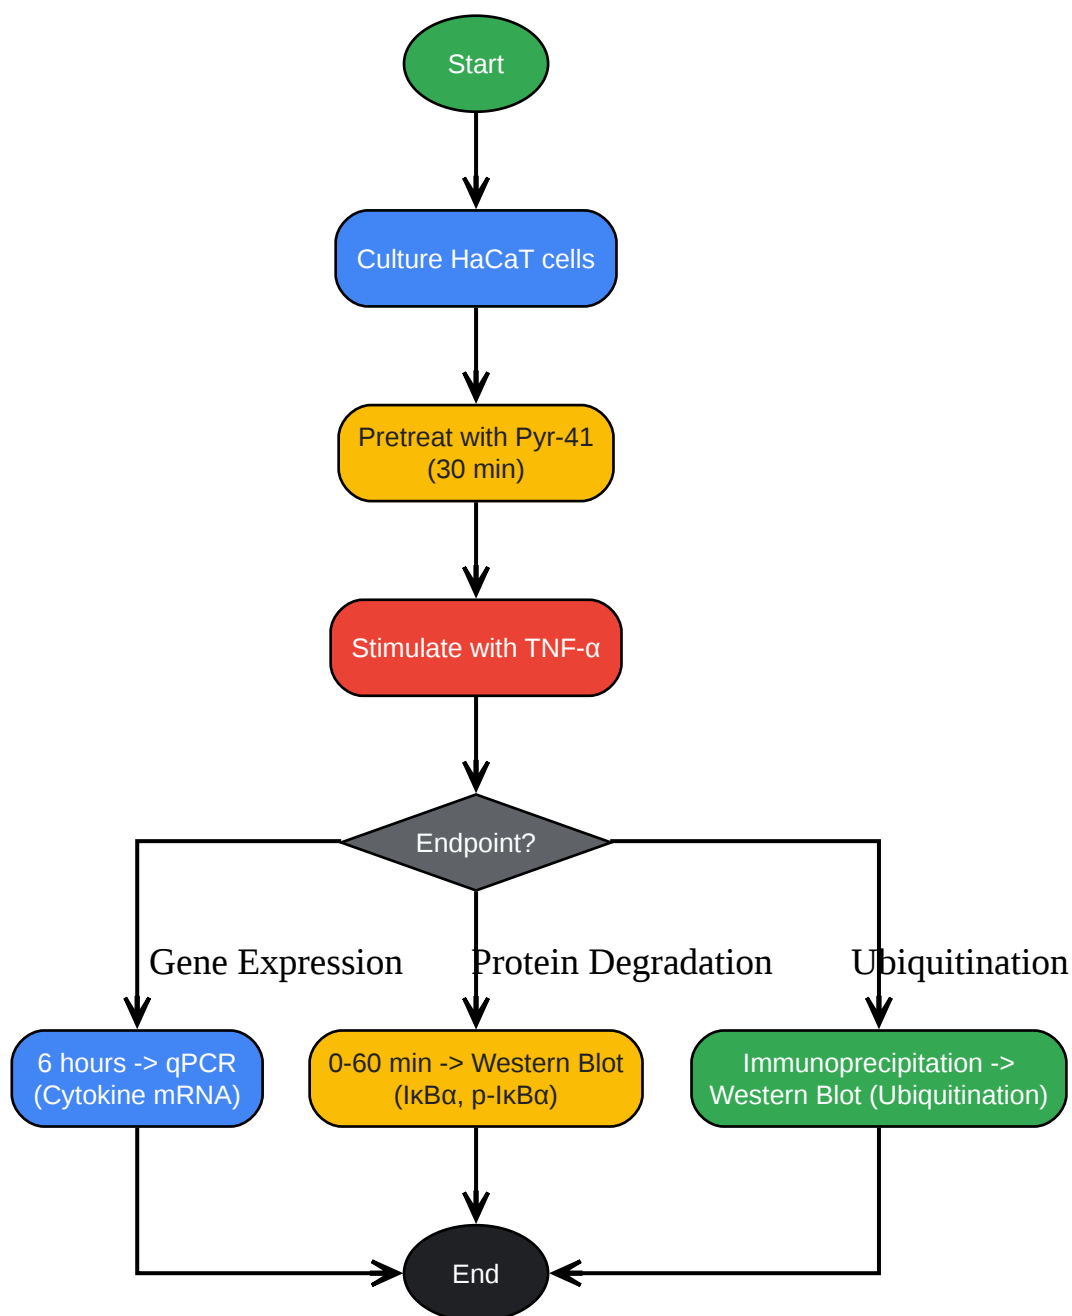 Start
Culture HaCaT cells
Pretreat with Pyr-41
(30 min)
Stimulate with TNF-α
Endpoint?
Gene Expression
Protein Degradation
Ubiquitination
6 hours -> qPCR
(Cytokine mRNA)
0-60 min -> Western Blot
(IκBα, p-IκBα)
Immunoprecipitation ->
Western Blot (Ubiquitination)
End